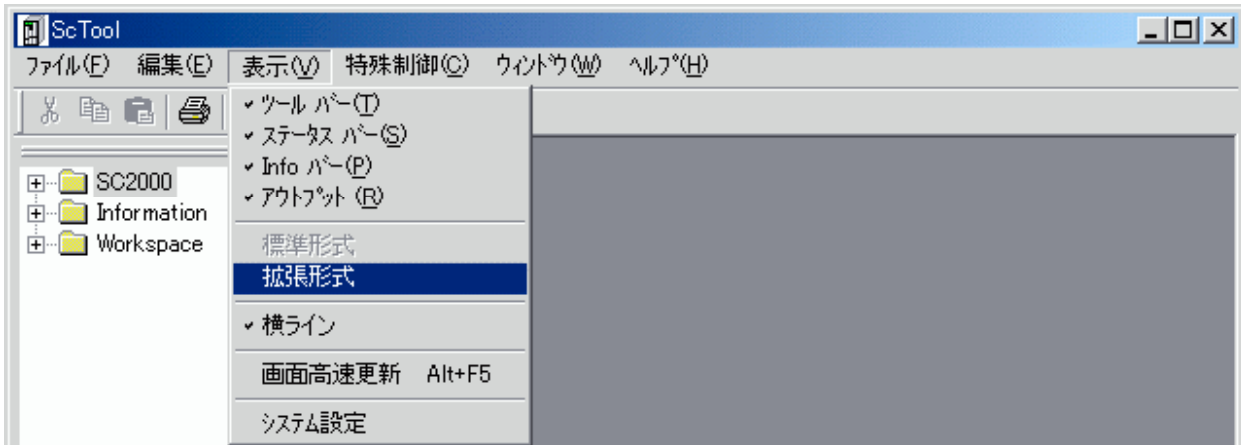 ScTool
ファイル(F) 編集(E) 表示(V) 特殊制御(C) ウィンドウ(W) ヘルプ(H)
ツール バー(T)
ステータス バー(S)
Info バー(P)
アウトプット (R)
標準形式
拡張形式
横ライン
画面高速更新 Alt+F5
システム設定
SC2000
Information
Workspace